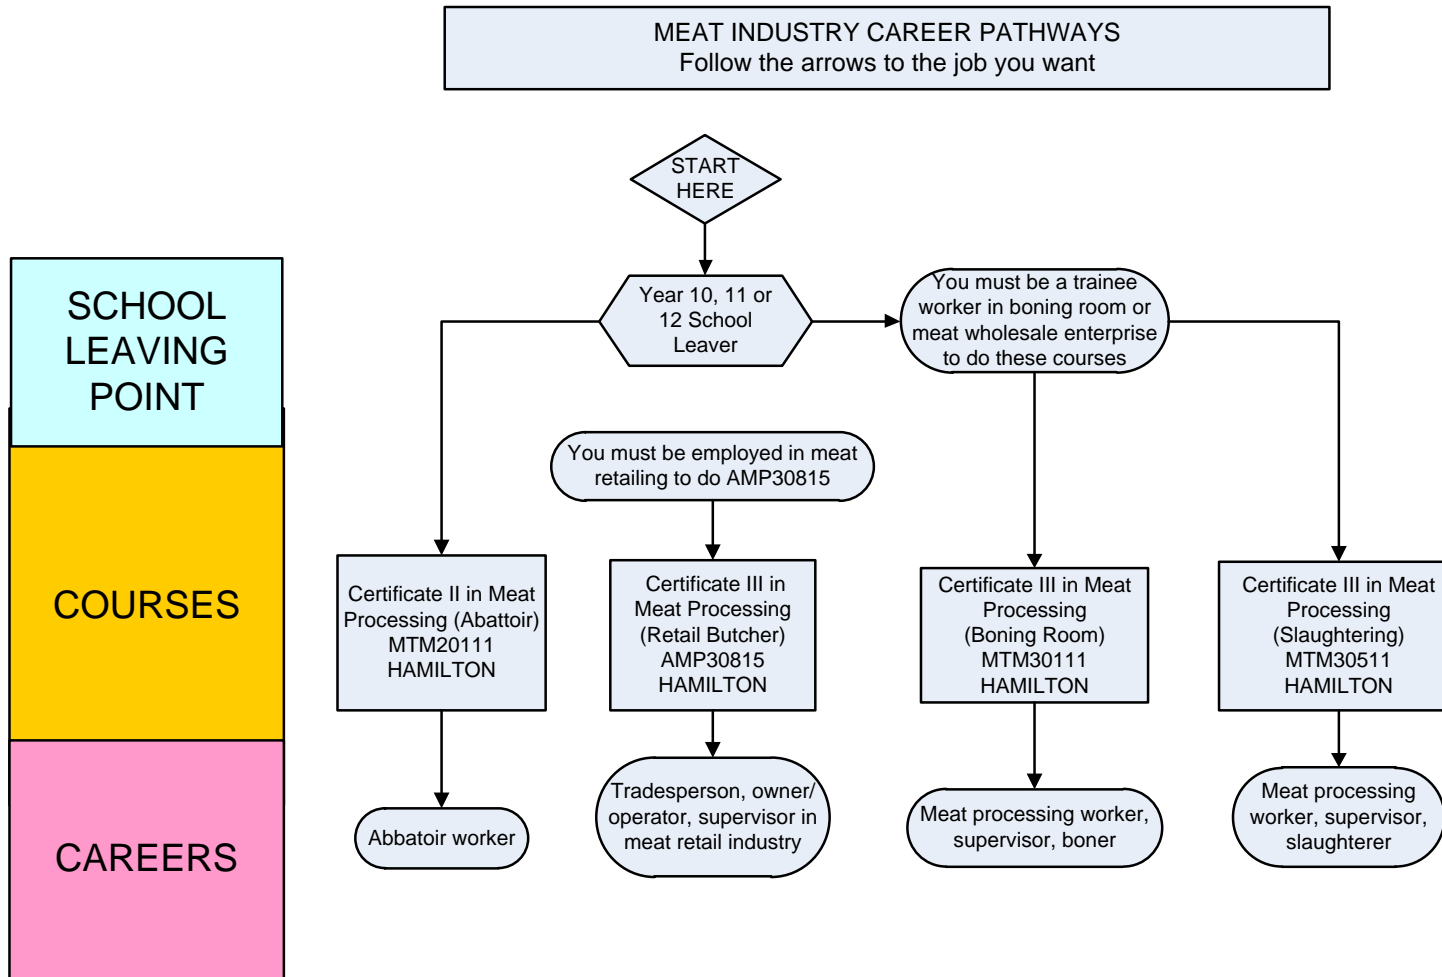 MEAT INDUSTRY CAREER PATHWAYS
Follow the arrows to the job you want
START
HERE
SCHOOL
LEAVING
POINT
Year 10, 11 or
12 School
Leaver
You must be a trainee
worker in boning room or
meat wholesale enterprise
to do these courses
You must be employed in meat
retailing to do AMP30815
COURSES
Certificate II in Meat
Processing (Abattoir)
MTM20111
HAMILTON
Certificate III in
Meat Processing
(Retail Butcher)
AMP30815
HAMILTON
Certificate III in Meat
Processing
(Boning Room)
MTM30111
HAMILTON
Certificate III in Meat
Processing
(Slaughtering)
MTM30511
HAMILTON
CAREERS
Abbatoir worker
Tradesperson, owner/
operator, supervisor in
meat retail industry
Meat processing worker,
supervisor, boner
Meat processing
worker, supervisor,
slaughterer